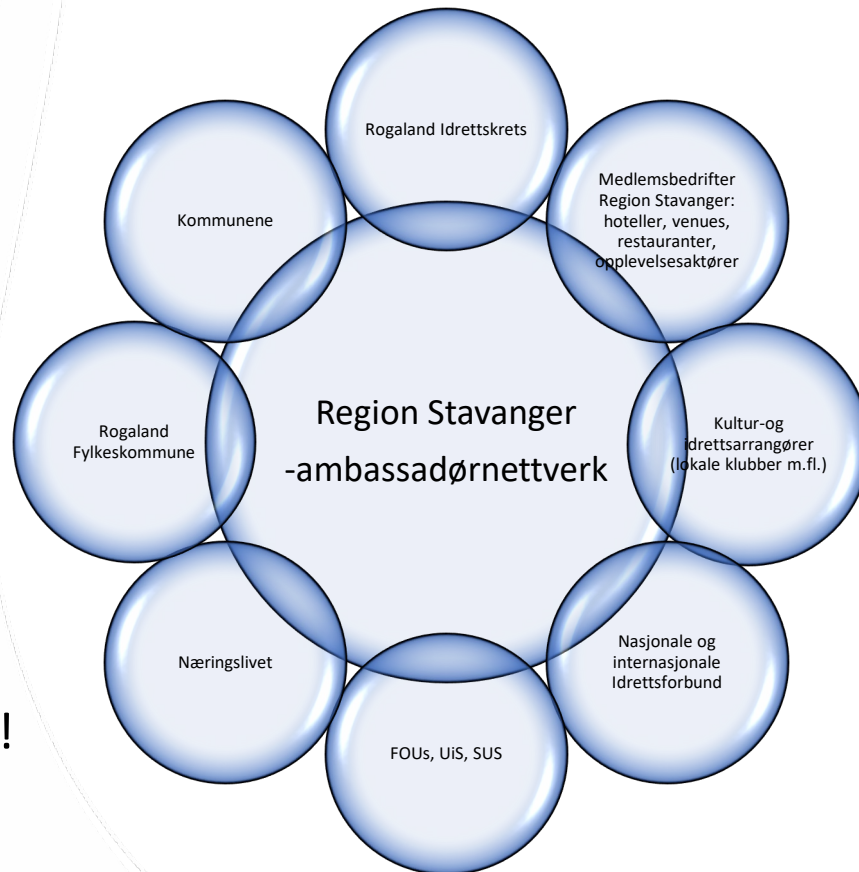 Rogaland Idrettskrets
Medlemsbedrifter
Region Stavanger:
hoteller, venues,
restauranter,
opplevelsesaktører
Kommunene
Region Stavanger
-ambassadørnettverk
Rogaland
Fylkeskommune
Kultur-og
idrettsarrangører
(lokale klubber m.fl.)
Næringslivet
Nasjonale og
internasjonale
Idrettsforbund
!
FOUs, UiS, SUS